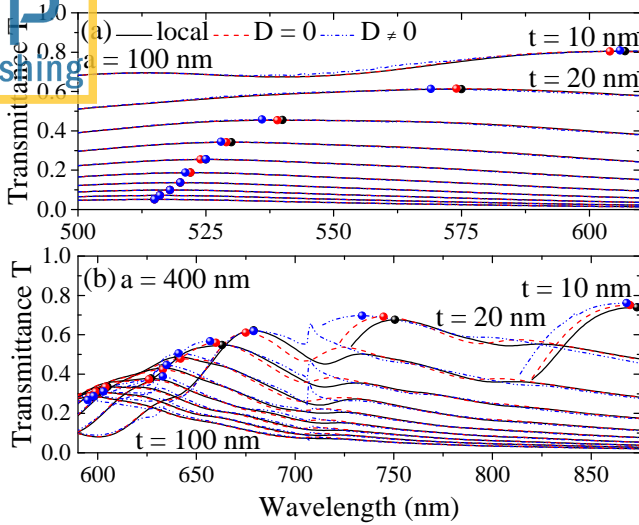 1.0
(a) local D = 0 D ≠ 0
t = 10 nm
0.8
shing
a = 100 nm
t = 20 nm
0.6
0.4
0.2
0.0
Transmittance T
500 525 550 575 600
1.0
(b) a = 400 nm
t = 10 nm
0.8
t = 20 nm
0.6
0.4
0.2
t = 100 nm
0.0
Transmittance T
600 650 700 750 800 850
Wavelength (nm)